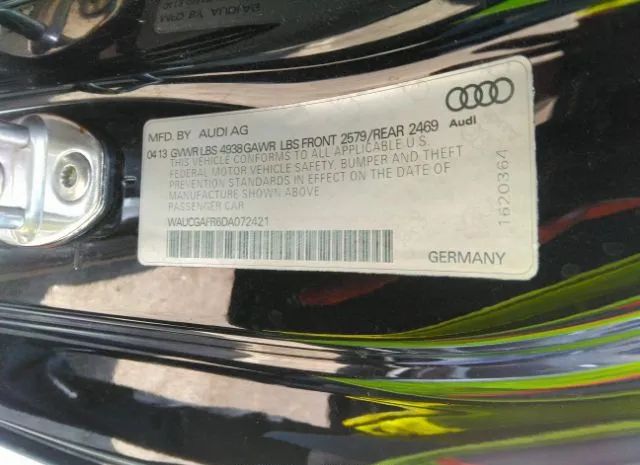 MFD. BY AUDI AG
0413 GVWR LBS 4938 GAWR LBS FRONT 2579/REAR 2469
THIS VEHICLE CONFORMS TO ALL APPLICABLE
FEDERAL MOTOR VEHICLE SAFETY, BUMPER AND THEFT
PREVENTION STANDARDS IN EFFECT ON THE DATE OF
MANUFACTURE SHOWN ABOVE
PASSENGER CAR
WAUCGAFR6DA072421
Audi
1620364
GERMANY